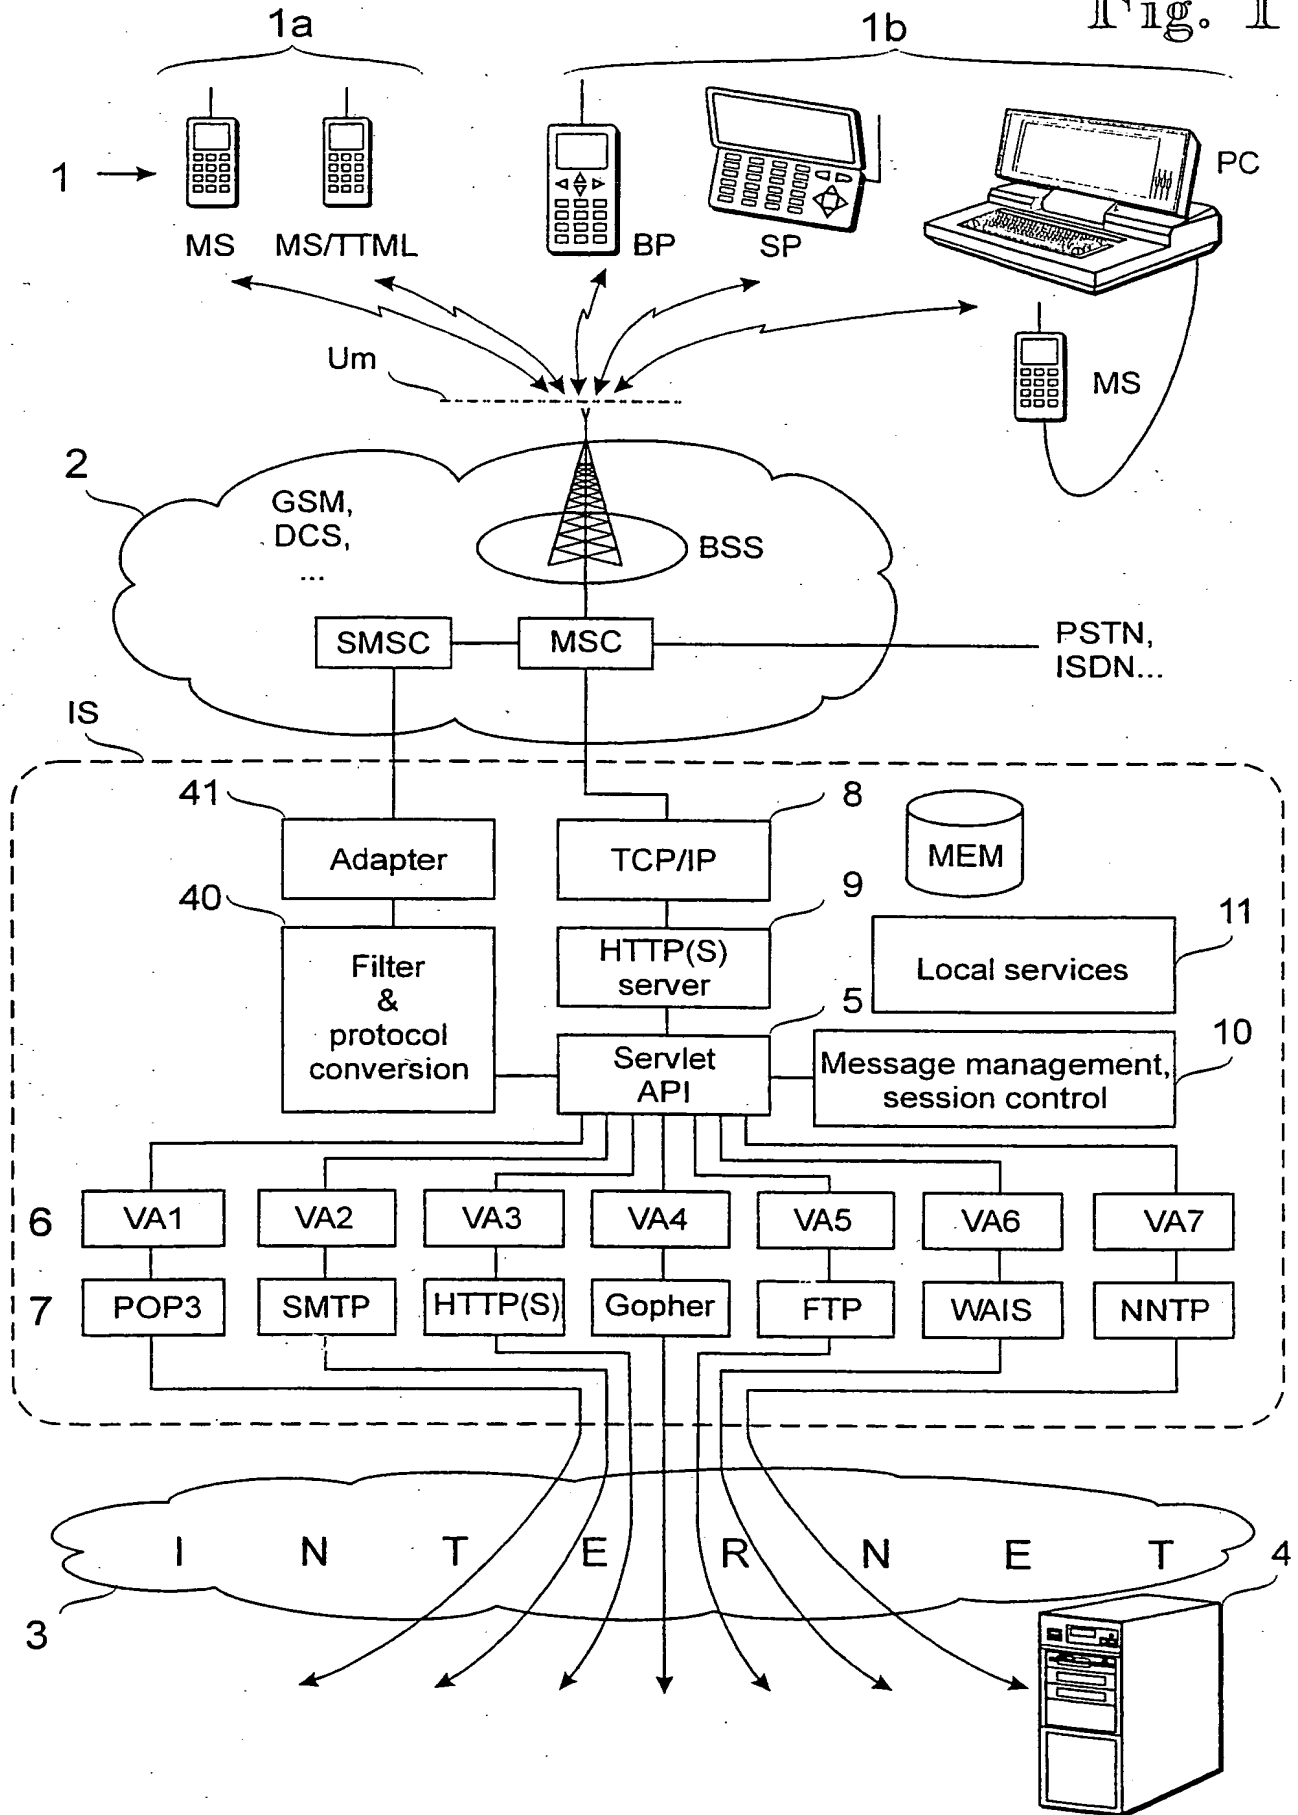 Fig. 1
1a
1b
1
MS
MS/TTML
BP
SP
PC
MS
Um
2
GSM,
DCS,
...
BSS
SMSC
MSC
PSTN,
ISDN...
IS
41
8
Adapter
TCP/IP
MEM
40
9
11
Filter
&
protocol
conversion
HTTP(S)
server
Local services
5
10
Servlet
API
Message management,
session control
6
VA1
VA2
VA3
VA4
VA5
VA6
VA7
7
POP3
SMTP
HTTP(S)
Gopher
FTP
WAIS
NNTP
I N T E R N E T
3
4